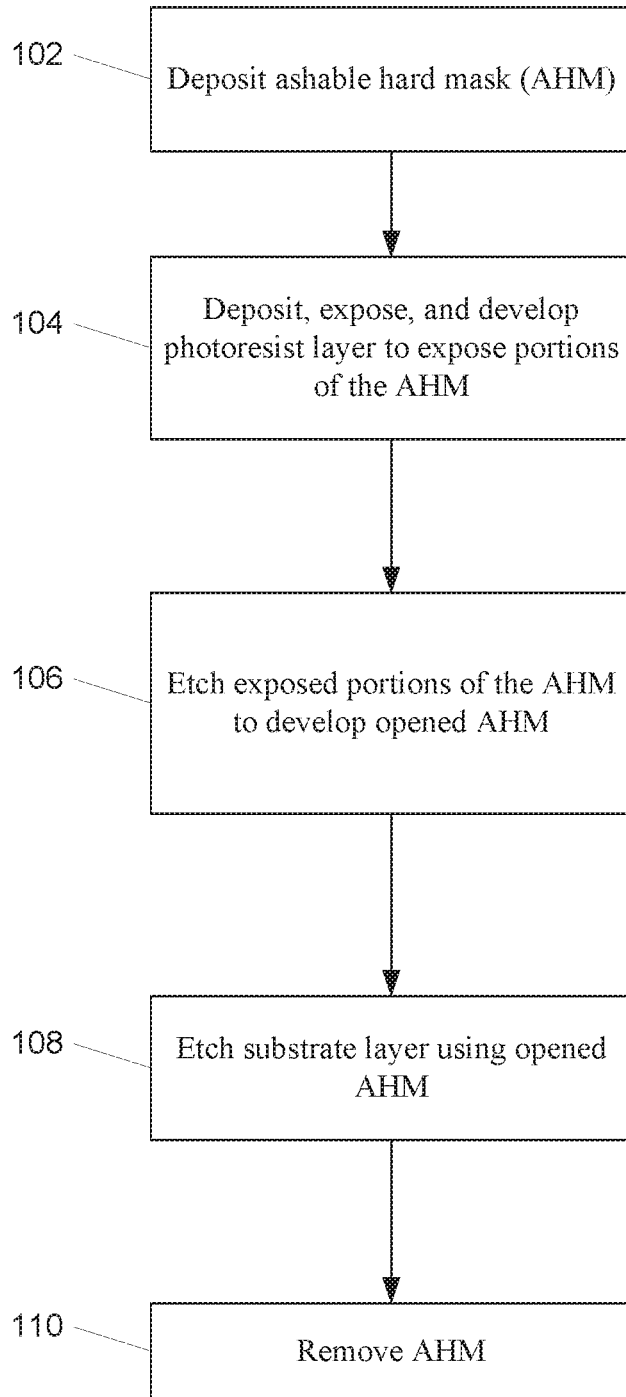 102
Deposit ashable hard mask (AHM)
104
Deposit, expose, and develop
photoresist layer to expose portions
of the AHM
106
Etch exposed portions of the AHM
to develop opened AHM
108
Etch substrate layer using opened
AHM
110
Remove AHM